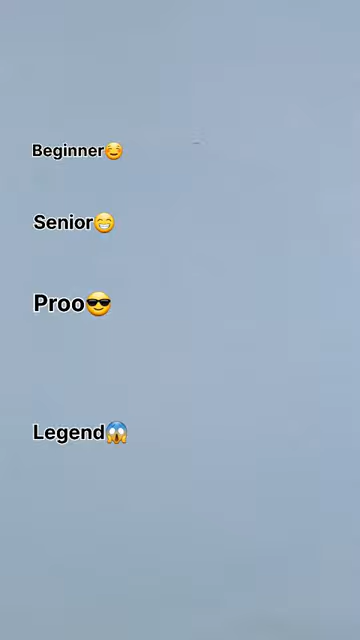 Beginner☺️
Senior😁
Proo😎
Legend😱